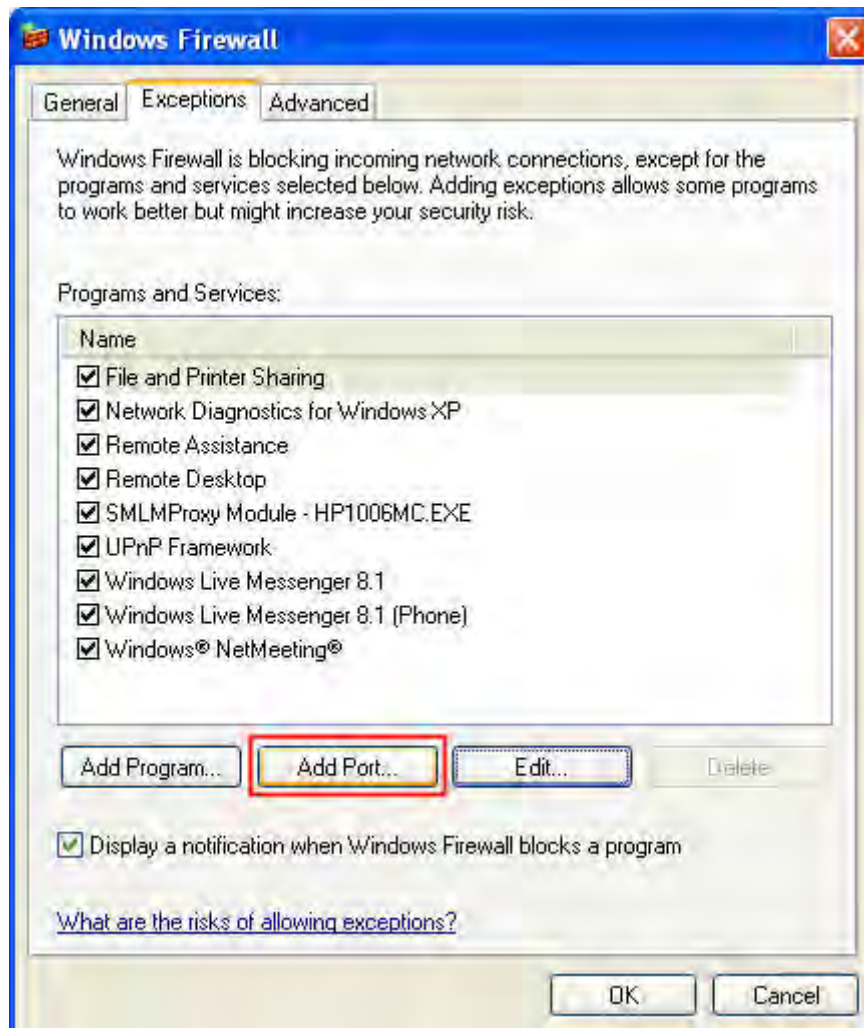 Windows Firewall
General Exceptions Advanced
Windows Firewall is blocking incoming network connections, except for the
programs and services selected below. Adding exceptions allows some programs
to work better but might increase your security risk.
Programs and Services:
Name
File and Printer Sharing
Network Diagnostics for Windows XP
Remote Assistance
Remote Desktop
SMLMProxy Module - HP1006MC.EXE
UPnP Framework
Windows Live Messenger 8.1
Windows Live Messenger 8.1 (Phone)
Windows® NetMeeting®
Add Program... Add Port... Edit... Delete
Display a notification when Windows Firewall blocks a program
What are the risks of allowing exceptions?
OK Cancel